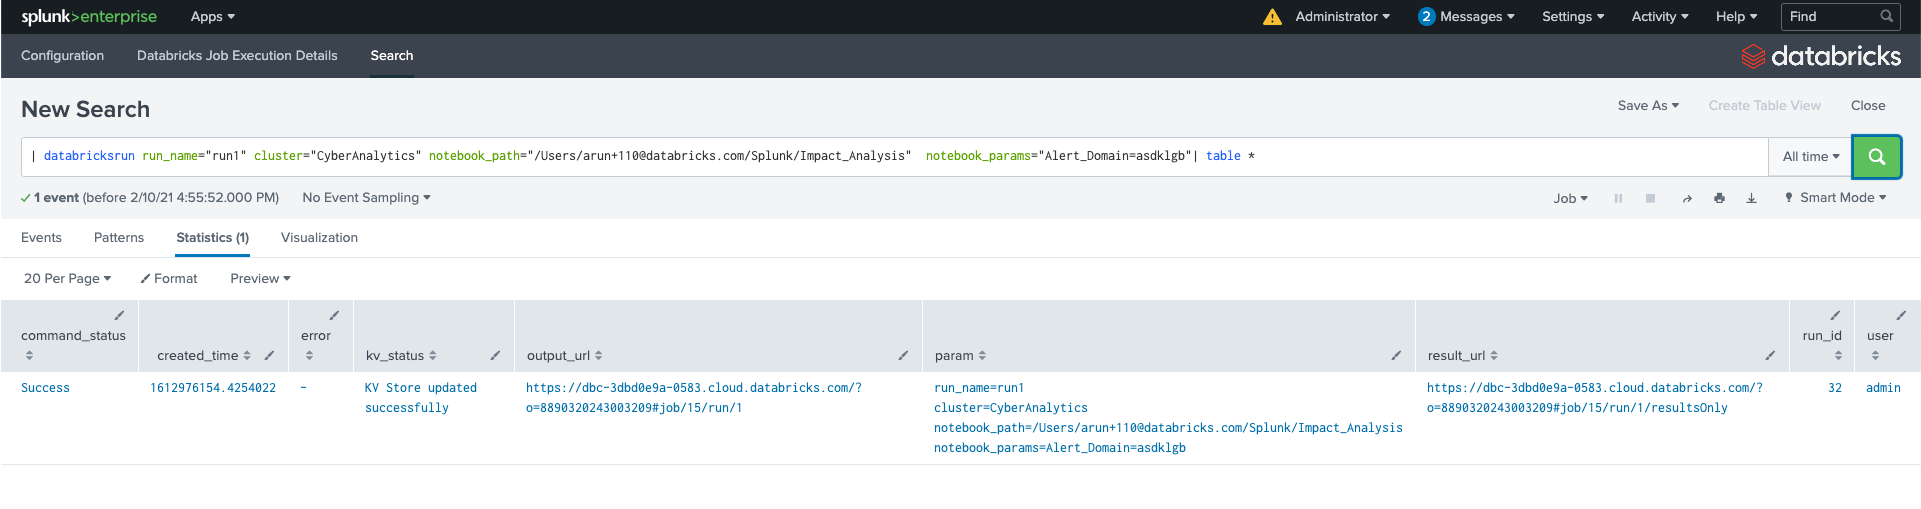 splunk>enterprise Apps Administrator 2 Messages Settings Activity Help Find
Configuration Databricks Job Execution Details Search databricks
New Search Save As Create Table View Close
| databricksrun run_name="run1" cluster="CyberAnalytics" notebook_path="/Users/arun+110@databricks.com/Splunk/Impact_Analysis" notebook_params="Alert_Domain=asdklgb"| table * All time
1 event (before 2/10/21 4:55:52.000 PM) No Event Sampling Job Smart Mode
Events Patterns Statistics (1) Visualization
20 Per Page Format Preview
command_status created_time error kv_status output_url param result_url run_id user
Success 1612976154.4254022 - KV Store updated https://dbc-3dbd0e9a-0583.cloud.databricks.com/? run_name=run1 https://dbc-3dbd0e9a-0583.cloud.databricks.com/? 32 admin
successfully o=8890320243003209#job/15/run/1 cluster=CyberAnalytics o=8890320243003209#job/15/run/1/resultsOnly
notebook_path=/Users/arun+110@databricks.com/Splunk/Impact_Analysis
notebook_params=Alert_Domain=asdklgb